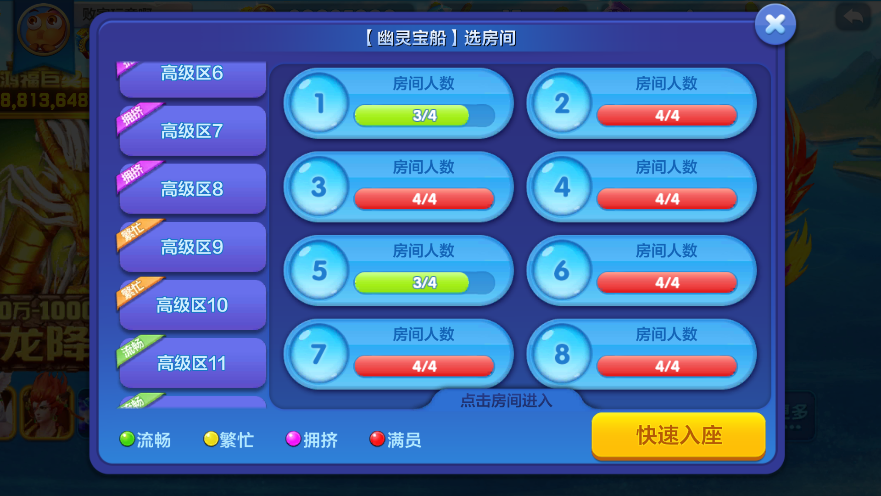 【幽灵宝船】选房间
高级区6
拥挤
高级区7
拥挤
高级区8
繁忙
高级区9
繁忙
高级区10
流畅
高级区11
1
房间人数
3/4
2
房间人数
4/4
3
房间人数
4/4
4
房间人数
4/4
5
房间人数
3/4
6
房间人数
4/4
7
房间人数
4/4
8
房间人数
4/4
点击房间进入
流畅
繁忙
拥挤
满员
快速入座
8,813,648
龙降